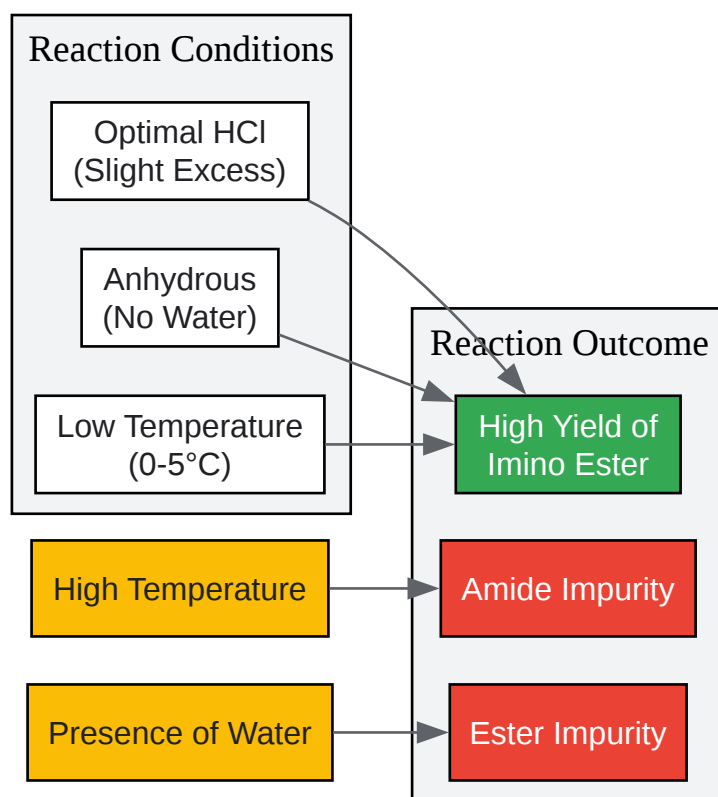 Reaction Conditions
Optimal HCl
(Slight Excess)
Anhydrous
(No Water)
Low Temperature
(0-5°C)
High Temperature
Presence of Water
Reaction Outcome
High Yield of
Imino Ester
Amide Impurity
Ester Impurity